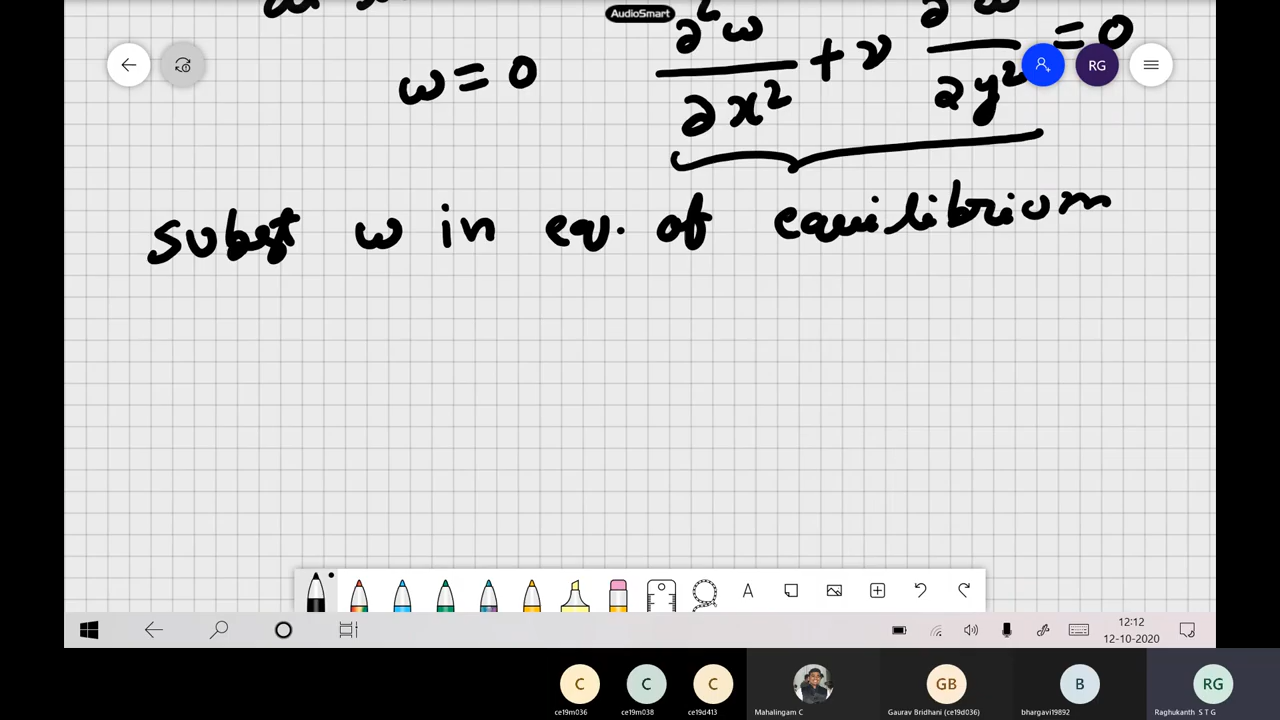 AudioSmart
ω = 0 ∂²ω/∂x² + ν ∂²ω/∂y² = 0
RG
subst ω in eq. of equilibrium
A
12:12
12-10-2020
C C C GB B RG
ce19m036 ce19m038 ce19d413 Mahalingam C Gaurav Bridhani (ce19d036) bhargavi19892 Raghukanth S T G